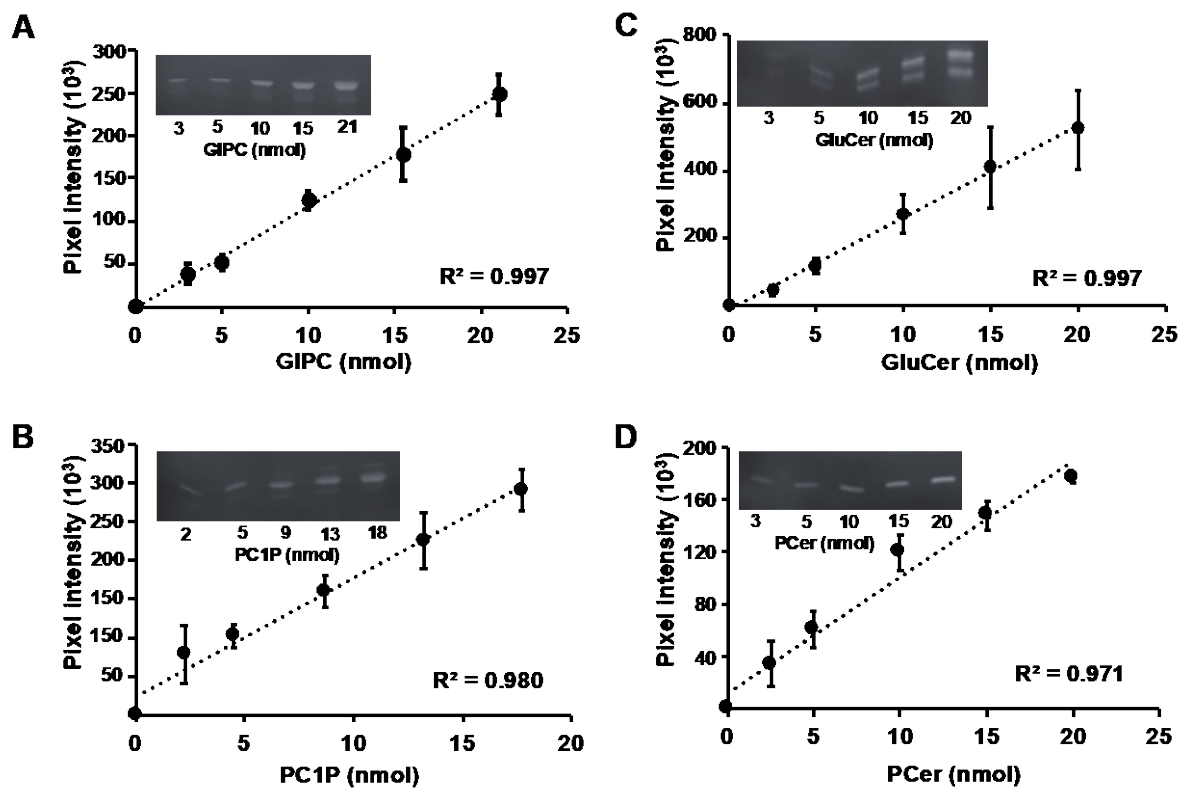 A
300
250
200
150
100
50
Pixel intensity (10³)
3 5 10 15 21
GIPC (nmol)
R² = 0.997
0 5 10 15 20 25
GIPC (nmol)
C
800
600
400
200
Pixel intensity (10³)
3 5 10 15 20
GluCer (nmol)
R² = 0.997
0 5 10 15 20 25
GluCer (nmol)
B
350
300
250
200
150
150
50
Pixel intensity (10³)
2 5 9 13 18
PC1P (nmol)
R² = 0.980
0 5 10 15 20
PC1P (nmol)
D
200
160
120
80
40
Pixel intensity (10³)
3 5 10 15 20
PCer (nmol)
R² = 0.971
0 5 10 15 20 25
PCer (nmol)